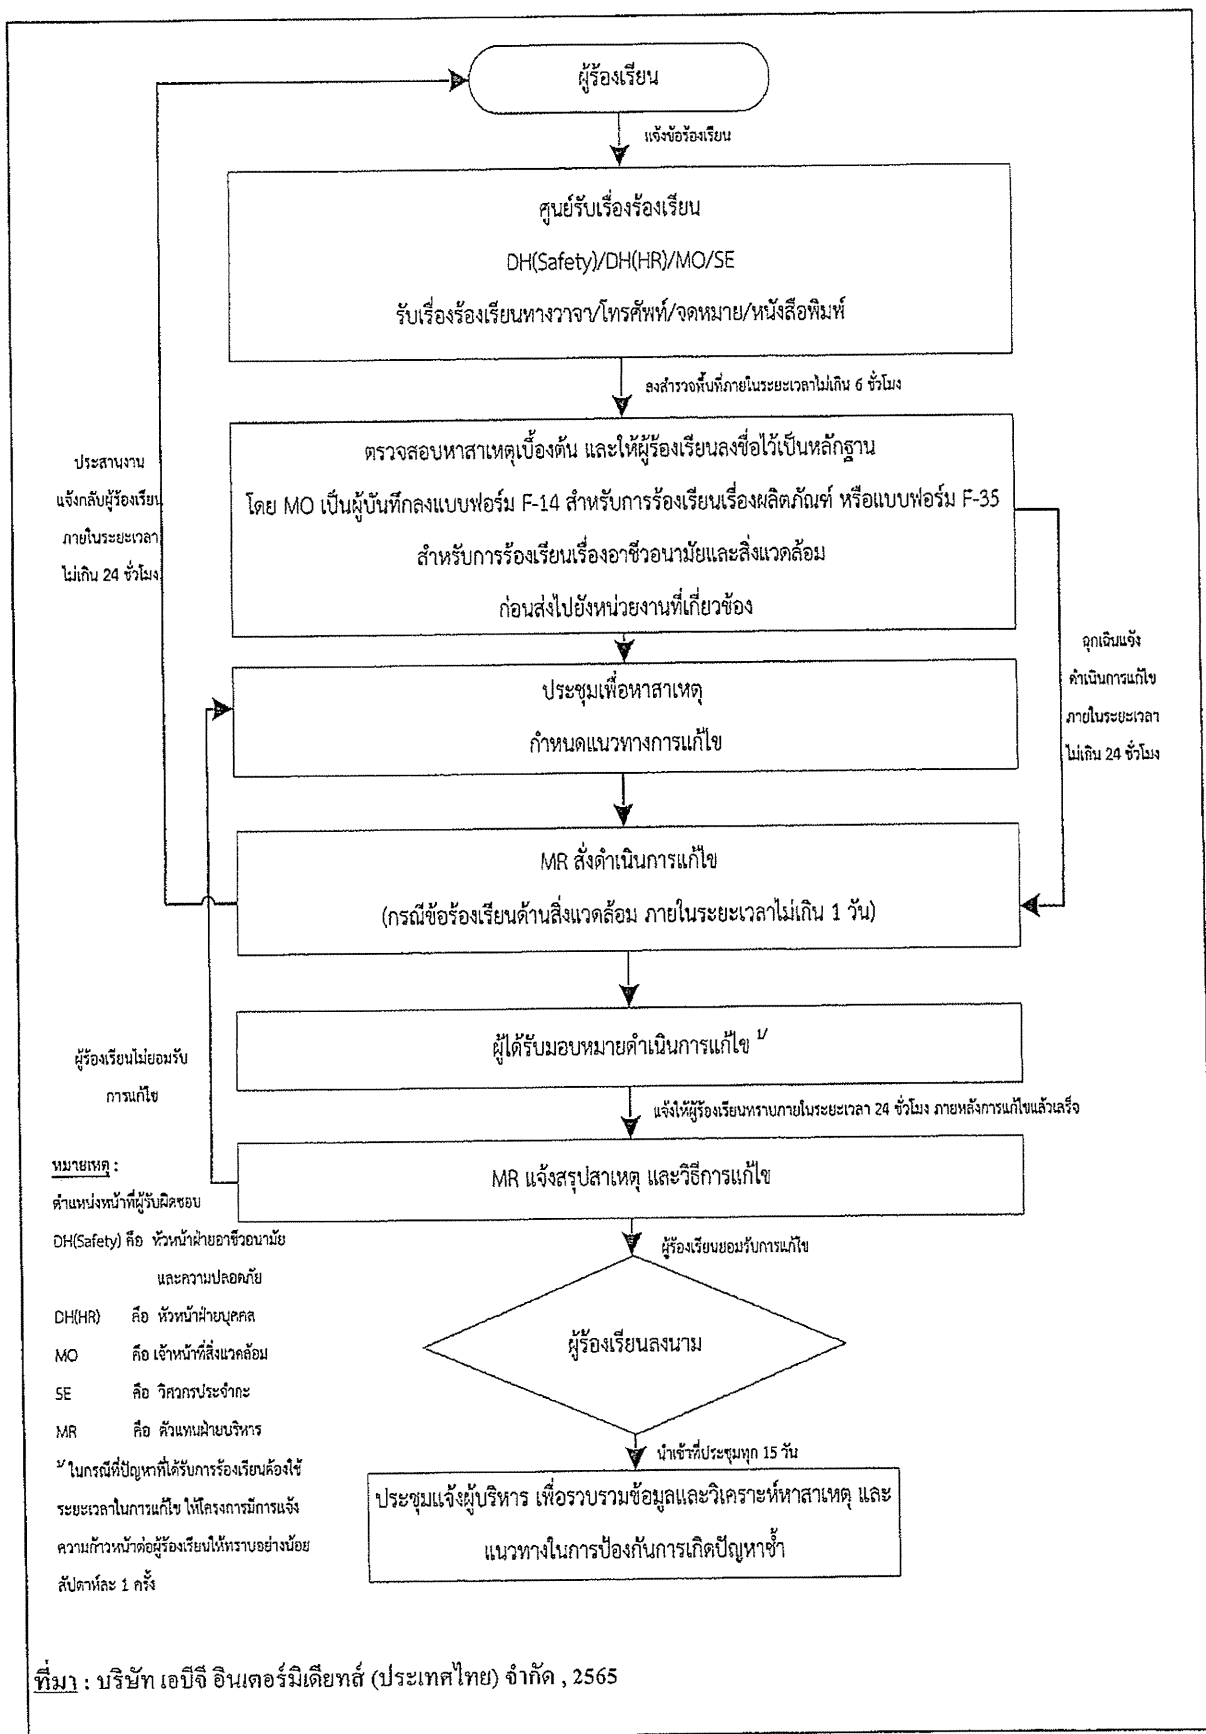 ผู้ร้องเรียน
แจ้งข้อร้องเรียน
ศูนย์รับเรื่องร้องเรียน
DH(Safety)/DH(HR)/MO/SE
รับเรื่องร้องเรียนทางวาจา/โทรศัพท์/จดหมาย/หนังสือพิมพ์
ลงสำรวจพื้นที่ภายในระยะเวลาไม่เกิน 6 ชั่วโมง
ตรวจสอบหาสาเหตุเบื้องต้น และให้ผู้ร้องเรียนลงชื่อไว้เป็นหลักฐาน
โดย MO เป็นผู้บันทึกลงแบบฟอร์ม F-14 สำหรับการร้องเรียนเรื่องผลิตภัณฑ์ หรือแบบฟอร์ม F-35
สำหรับการร้องเรียนเรื่องอาชีวอนามัยและสิ่งแวดล้อม
ก่อนส่งไปยังหน่วยงานที่เกี่ยวข้อง
ประสานงาน
แจ้งกลับผู้ร้องเรียน
ภายในระยะเวลา
ไม่เกิน 24 ชั่วโมง
ฉุกเฉินแจ้ง
ดำเนินการแก้ไข
ภายในระยะเวลา
ไม่เกิน 24 ชั่วโมง
ประชุมเพื่อหาสาเหตุ
กำหนดแนวทางการแก้ไข
MR สั่งดำเนินการแก้ไข
(กรณีข้อร้องเรียนด้านสิ่งแวดล้อม ภายในระยะเวลาไม่เกิน 1 วัน)
ผู้ได้รับมอบหมายดำเนินการแก้ไข 1/
ผู้ร้องเรียนไม่ยอมรับ
การแก้ไข
แจ้งให้ผู้ร้องเรียนทราบภายในระยะเวลา 24 ชั่วโมง ภายหลังการแก้ไขแล้วเสร็จ
MR แจ้งสรุปสาเหตุ และวิธีการแก้ไข
ผู้ร้องเรียนยอมรับการแก้ไข
ผู้ร้องเรียนลงนาม
นำเข้าที่ประชุมทุก 15 วัน
ประชุมแจ้งผู้บริหาร เพื่อรวบรวมข้อมูลและวิเคราะห์หาสาเหตุ และ
แนวทางในการป้องกันการเกิดปัญหาซ้ำ
หมายเหตุ :
ตำแหน่งหน้าที่ผู้รับผิดชอบ
DH(Safety) คือ หัวหน้าฝ่ายอาชีวอนามัย
และความปลอดภัย
DH(HR) คือ หัวหน้าฝ่ายบุคคล
MO คือ เจ้าหน้าที่สิ่งแวดล้อม
SE คือ วิศวกรประจำกะ
MR คือ ตัวแทนฝ่ายบริหาร
1/ ในกรณีที่ปัญหาที่ได้รับการร้องเรียนต้องใช้
ระยะเวลาในการแก้ไข ให้โครงการมีการแจ้ง
ความก้าวหน้าต่อผู้ร้องเรียนให้ทราบอย่างน้อย
สัปดาห์ละ 1 ครั้ง
ที่มา : บริษัท เอบีจี อินเตอร์มิเดียทส์ (ประเทศไทย) จำกัด , 2565